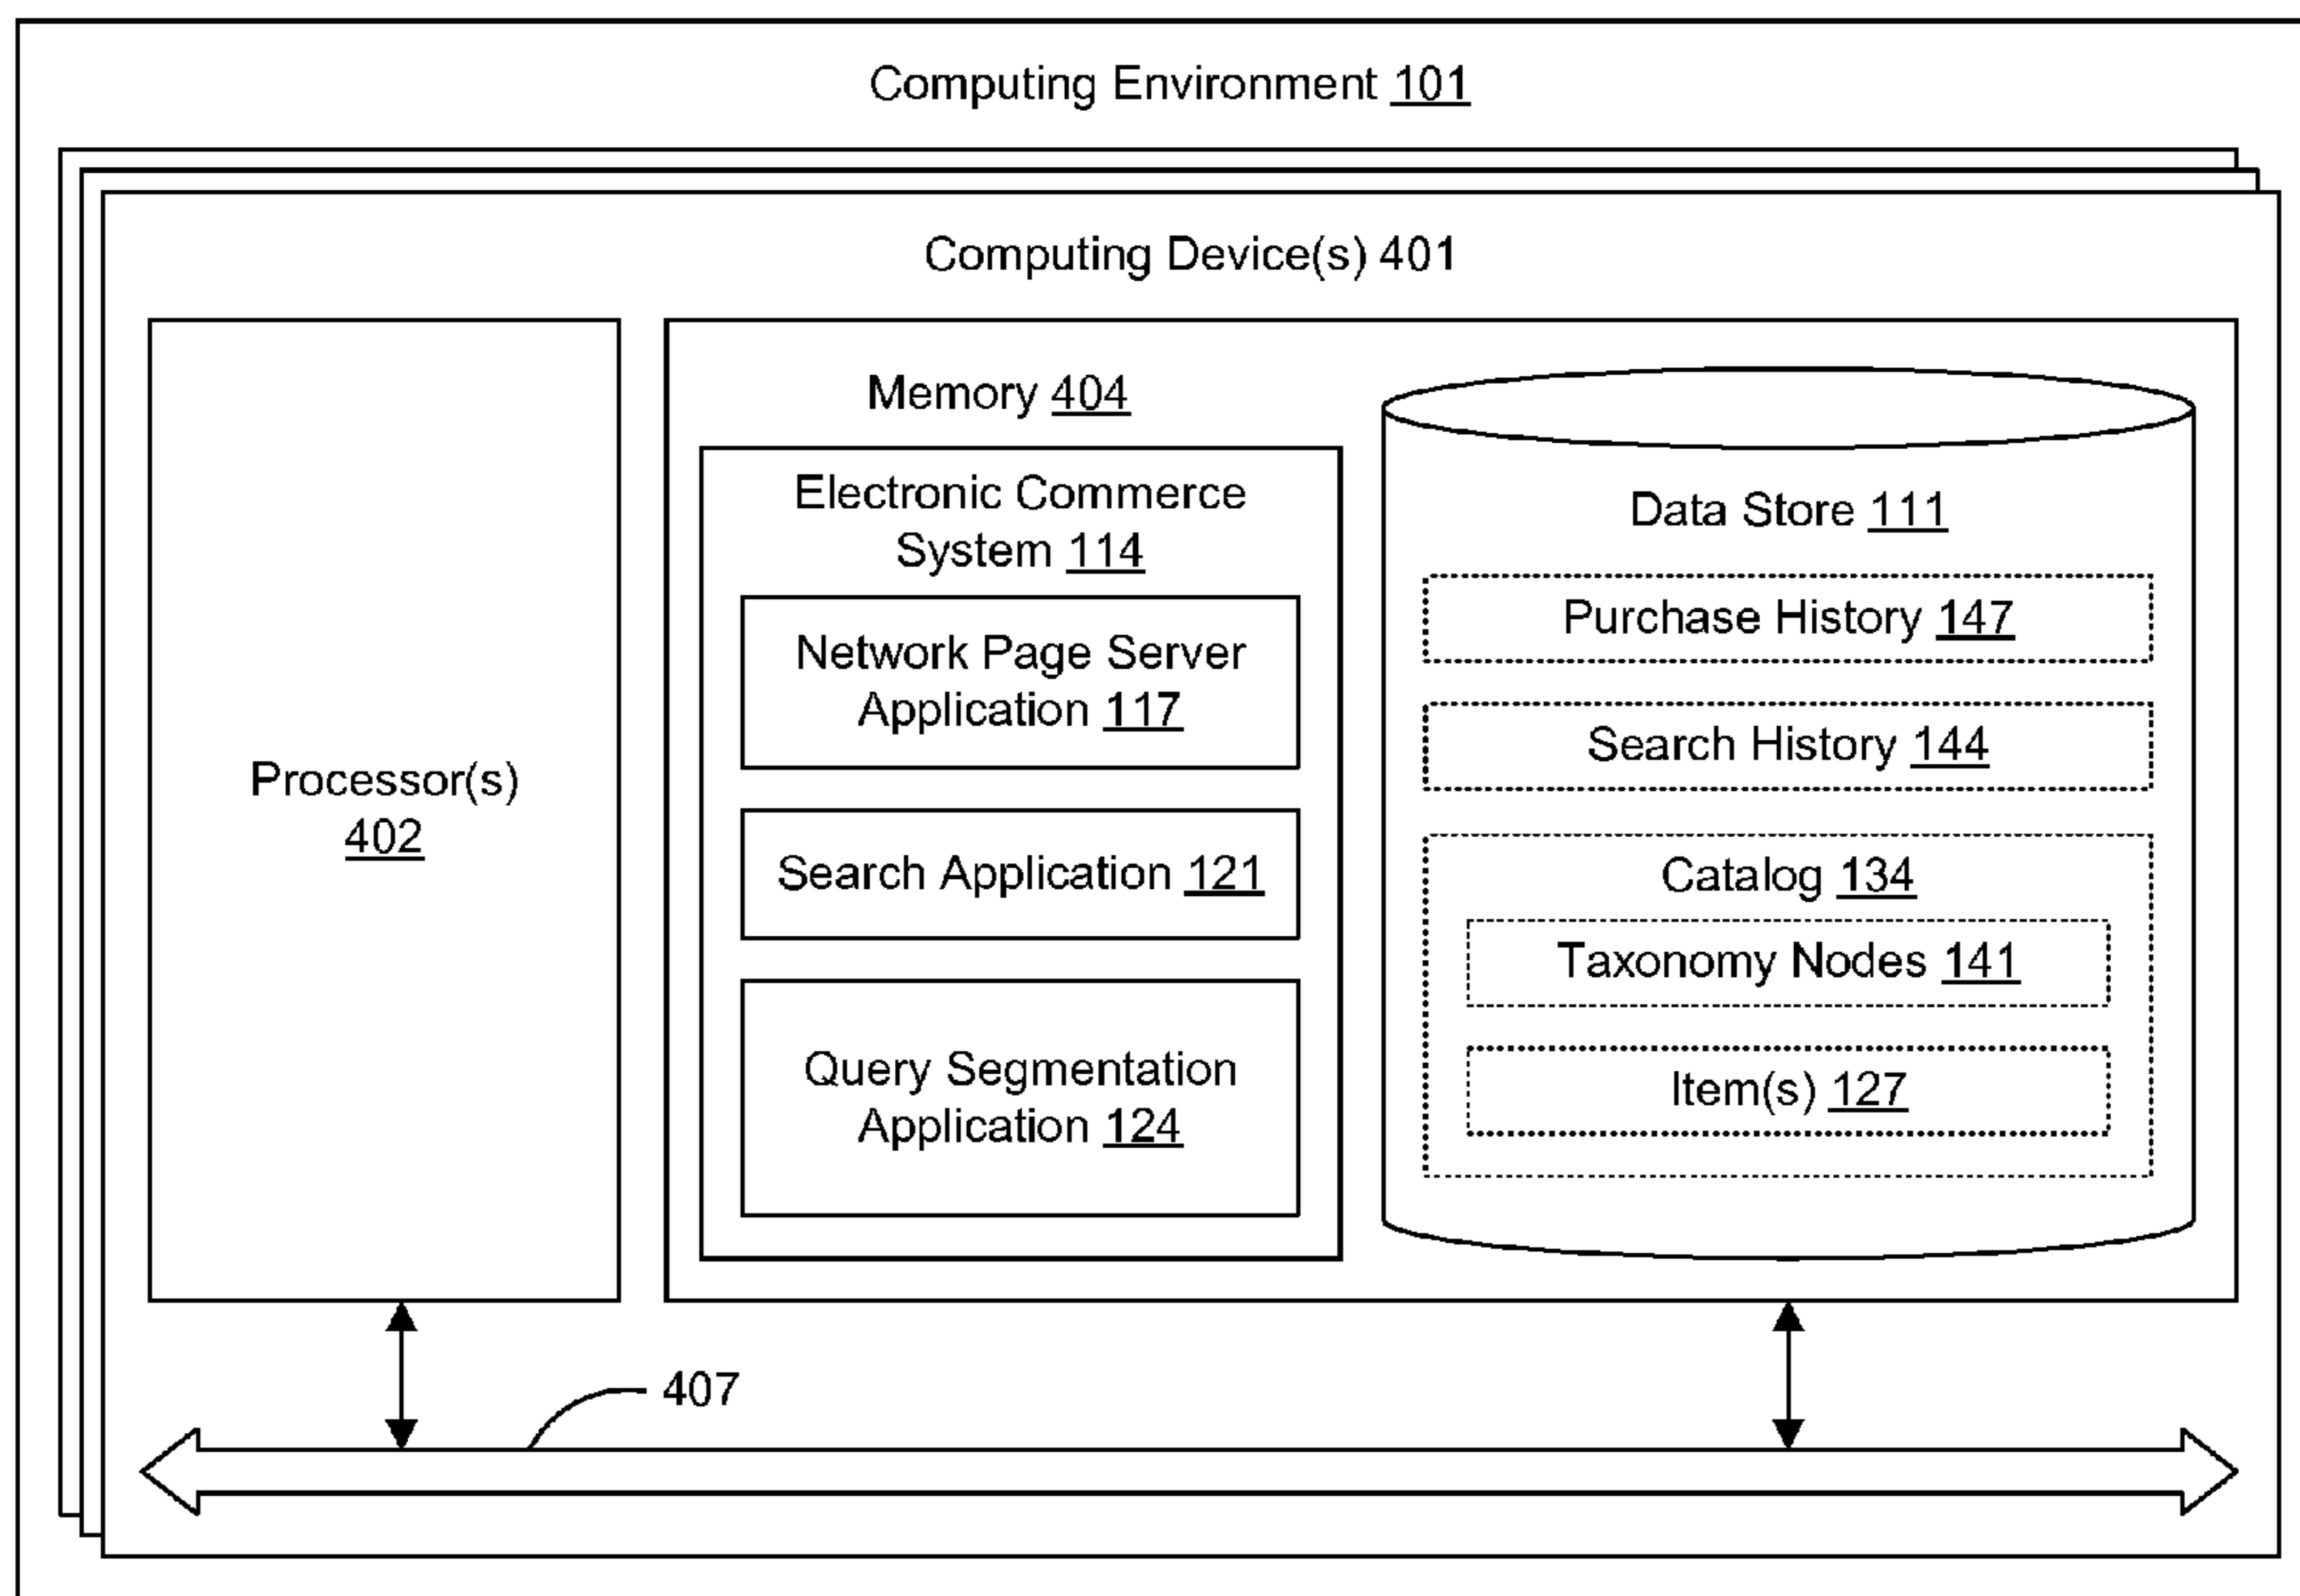 Computing Environment 101
Computing Device(s) 401
Processor(s)
402
Memory 404
Electronic Commerce
System 114
Network Page Server
Application 117
Search Application 121
Query Segmentation
Application 124
Data Store 111
Purchase History 147
Search History 144
Catalog 134
Taxonomy Nodes 141
Item(s) 127
407